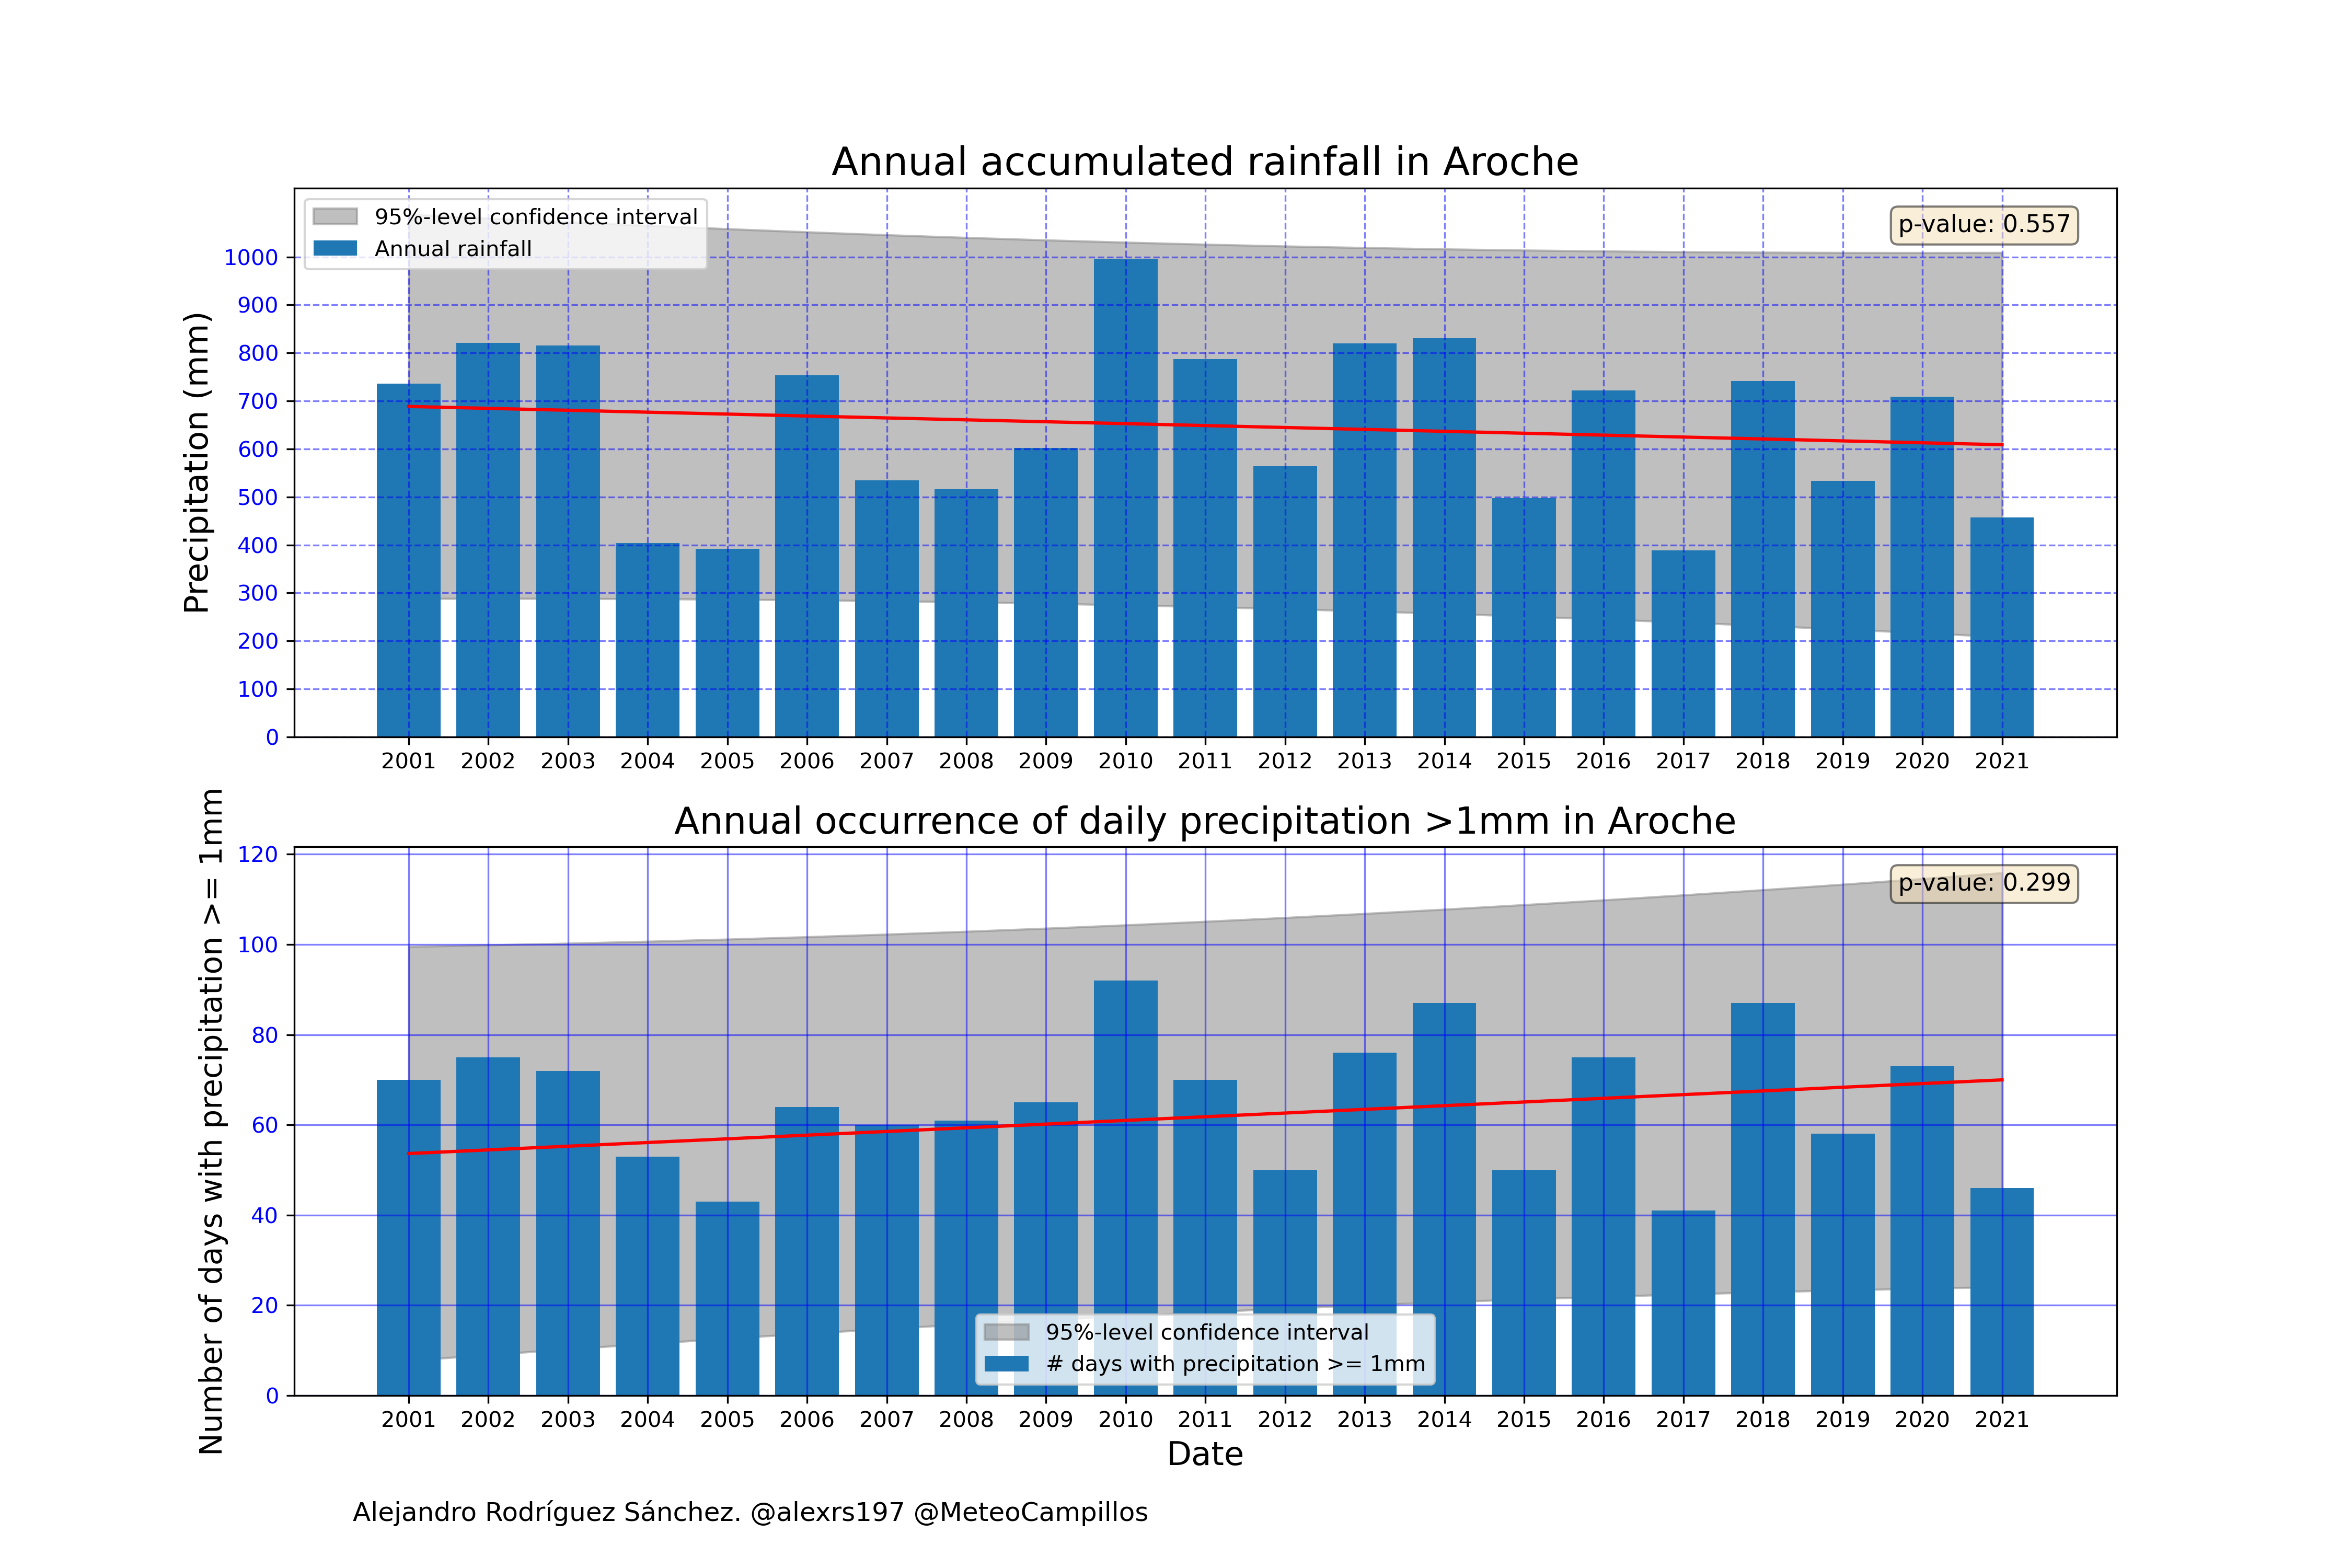 Annual accumulated rainfall in Aroche
95%-level confidence interval
Annual rainfall
p-value: 0.557
Precipitation (mm)
1000
900
800
700
600
500
400
300
200
100
0
2001 2002 2003 2004 2005 2006 2007 2008 2009 2010 2011 2012 2013 2014 2015 2016 2017 2018 2019 2020 2021
Annual occurrence of daily precipitation >1mm in Aroche
p-value: 0.299
Number of days with precipitation >= 1mm
120
100
80
60
40
20
0
95%-level confidence interval
# days with precipitation >= 1mm
2001 2002 2003 2004 2005 2006 2007 2008 2009 2010 2011 2012 2013 2014 2015 2016 2017 2018 2019 2020 2021
Date
Alejandro Rodríguez Sánchez. @alexrs197 @MeteoCampillos